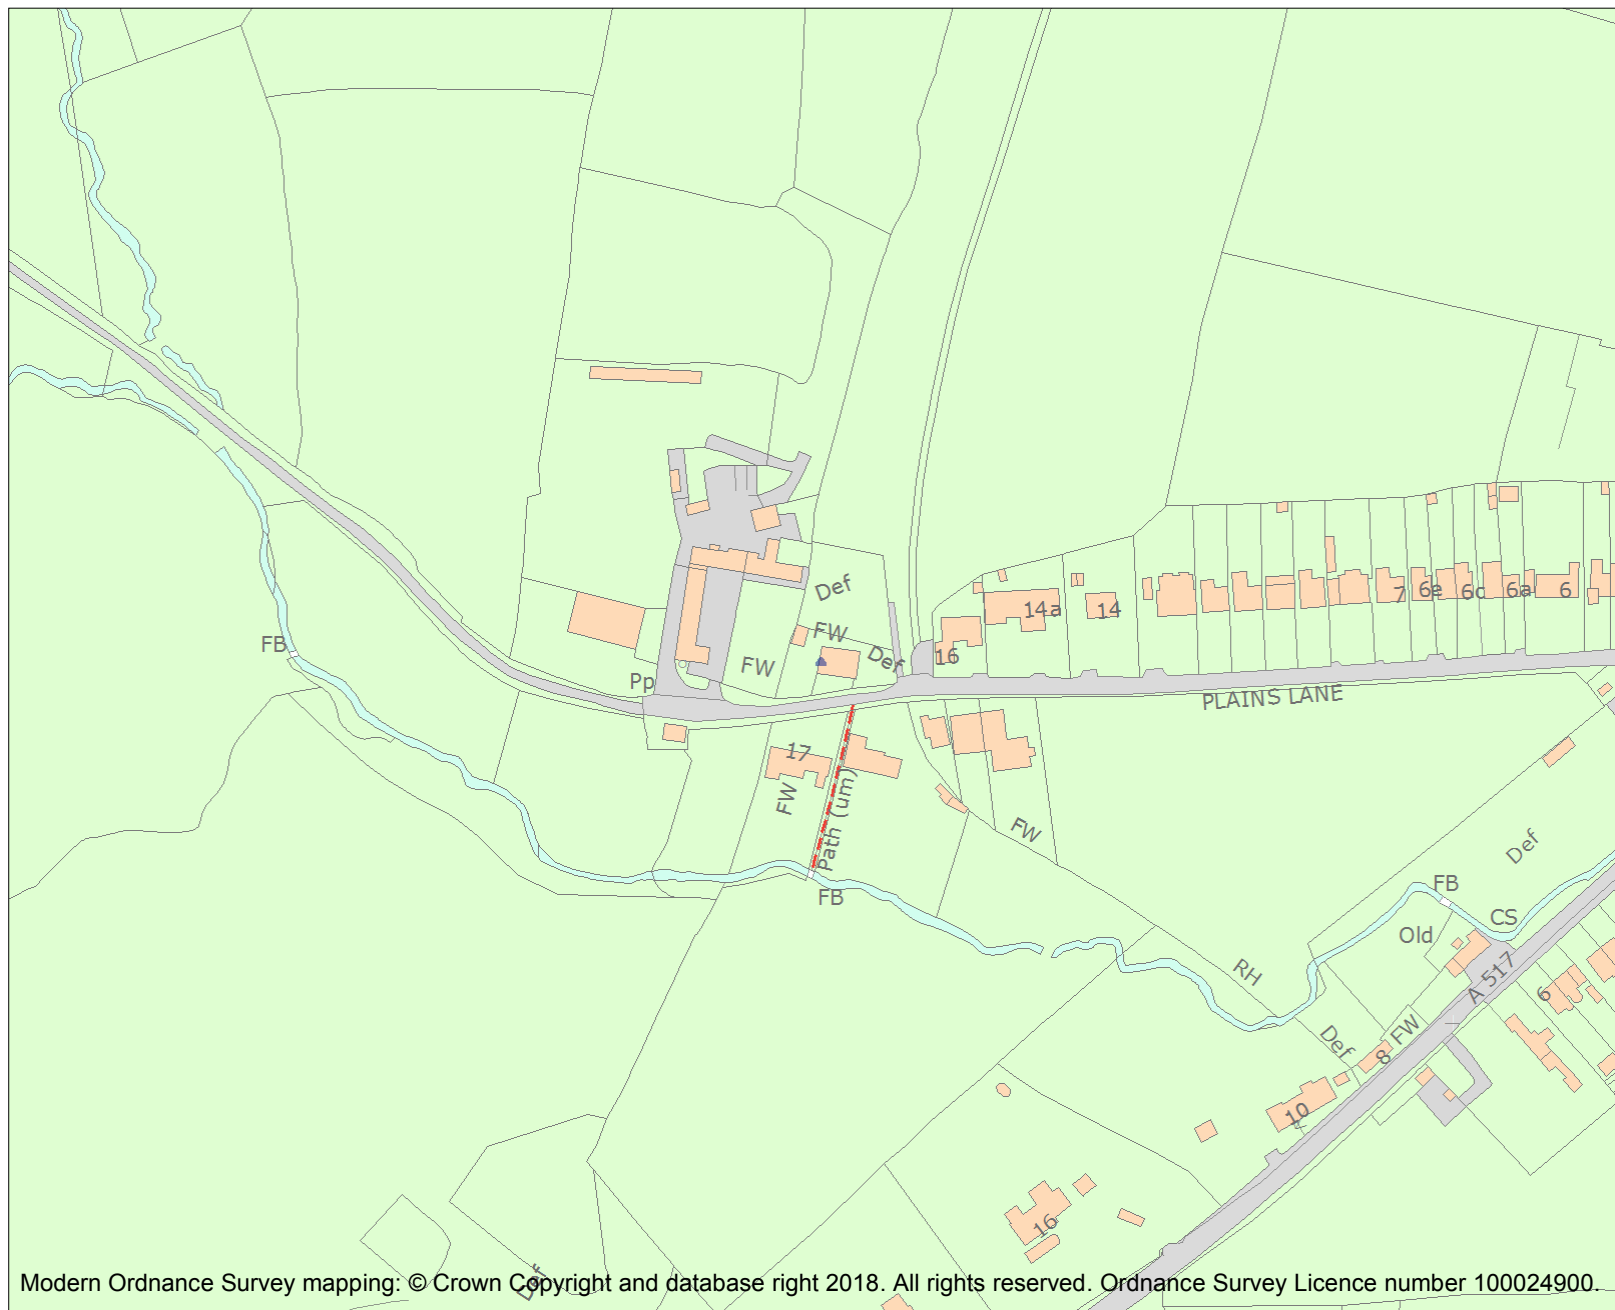 Def
14a
14
7
6e
6c
6a
6
FW
FB
Def
16
FW
Pp
PLAINS LANE
17
FW
Path (um)
FW
Def
FB
FB
CS
Old
RH
A 517
6
Def
FW
8
10
16
Def
Modern Ordnance Survey mapping: © Crown Copyright and database right 2018. All rights reserved. Ordnance Survey Licence number 100024900.